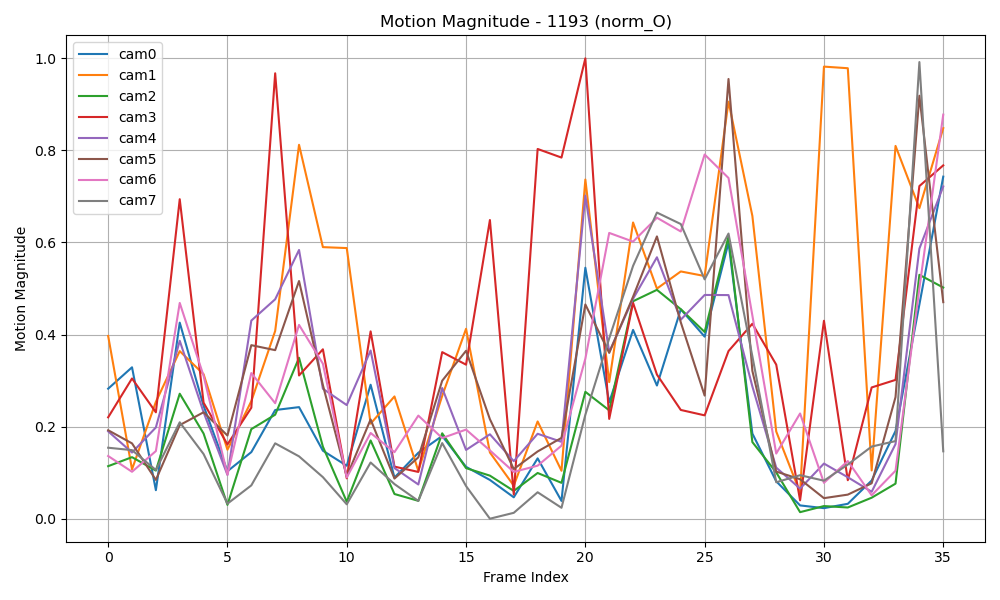 Motion Magnitude - 1193 (norm_O)
cam0
cam1
cam2
cam3
cam4
cam5
cam6
cam7
Motion Magnitude
1.0
0.8
0.6
0.4
0.2
0.0
0 5 10 15 20 25 30 35
Frame Index